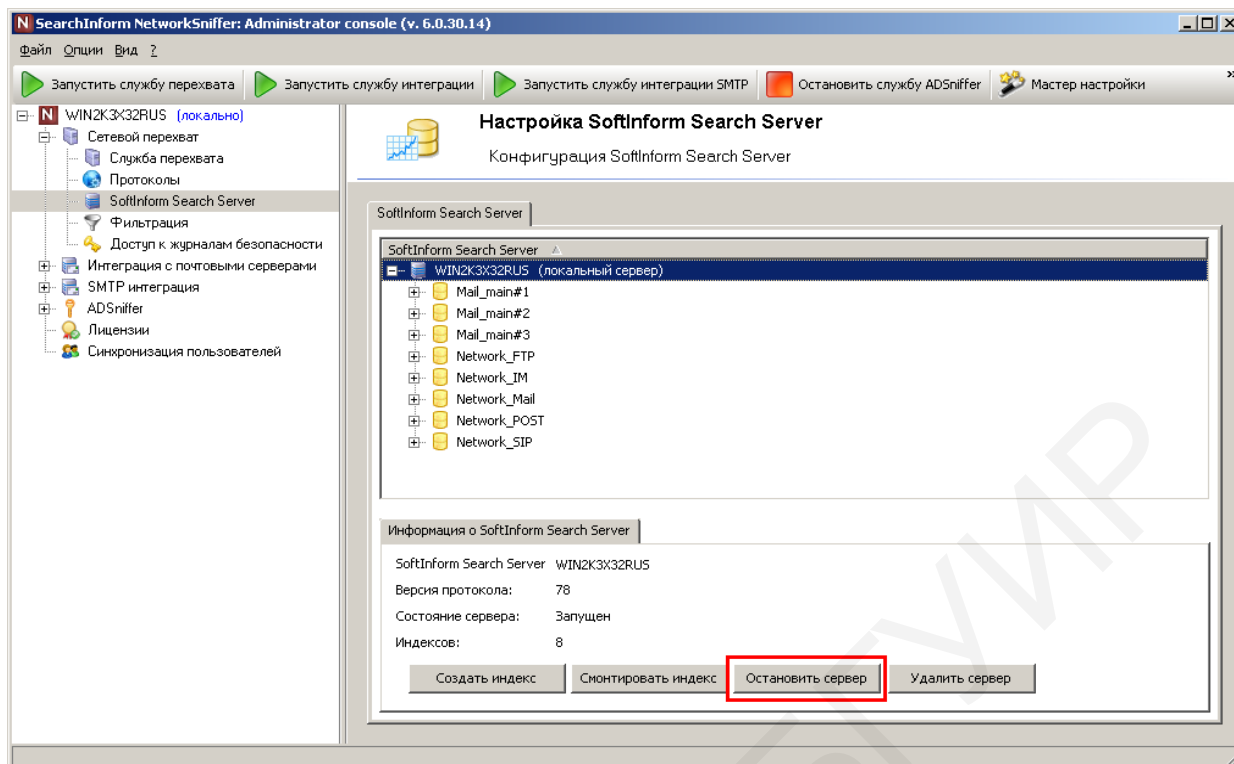 SearchInform NetworkSniffer: Administrator console (v. 6.0.30.14)
Файл Опции Вид ?
Запустить службу перехвата Запустить службу интеграции Запустить службу интеграции SMTP Остановить службу ADSniffer Мастер настройки »
WIN2K3X32RUS (локально)
Сетевой перехват
Служба перехвата
Протоколы
SoftInform Search Server
Фильтрация
Доступ к журналам безопасности
Интеграция с почтовыми серверами
SMTP интеграция
ADSniffer
Лицензии
Синхронизация пользователей
Настройка SoftInform Search Server
Конфигурация SoftInform Search Server
SoftInform Search Server
SoftInform Search Server
WIN2K3X32RUS (локальный сервер)
Mail_main#1
Mail_main#2
Mail_main#3
Network_FTP
Network_IM
Network_Mail
Network_POST
Network_SIP
Информация о SoftInform Search Server
SoftInform Search Server WIN2K3X32RUS
Версия протокола: 78
Состояние сервера: Запущен
Индексов: 8
Создать индекс Смонтировать индекс Остановить сервер Удалить сервер
БГУИР